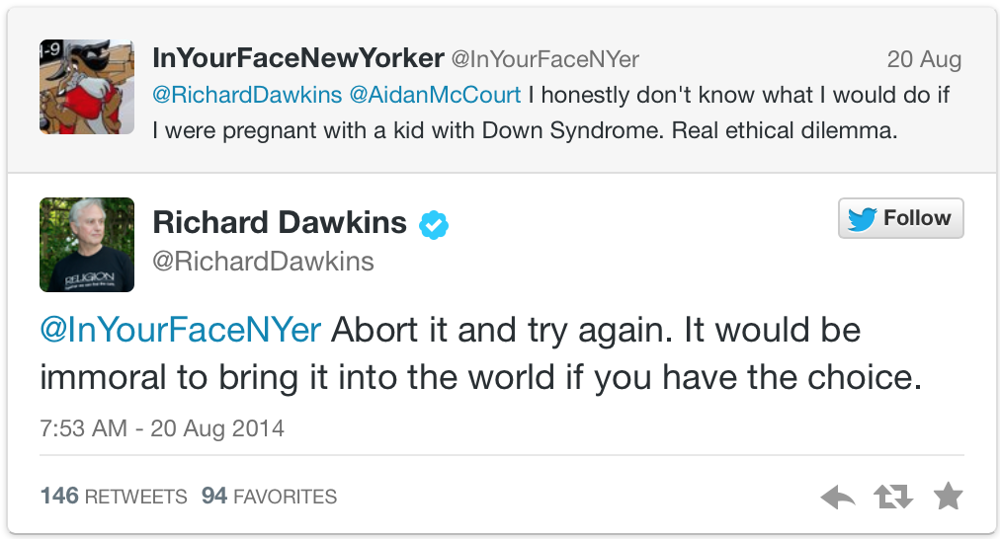 -9
InYourFaceNewYorker @InYourFaceNYer 20 Aug
@RichardDawkins @AidanMcCourt I honestly don't know what I would do if
I were pregnant with a kid with Down Syndrome. Real ethical dilemma.
Richard Dawkins
Follow
@RichardDawkins
RELIGION
@InYourFaceNYer Abort it and try again. It would be
immoral to bring it into the world if you have the choice.
7:53 AM - 20 Aug 2014
146 RETWEETS 94 FAVORITES